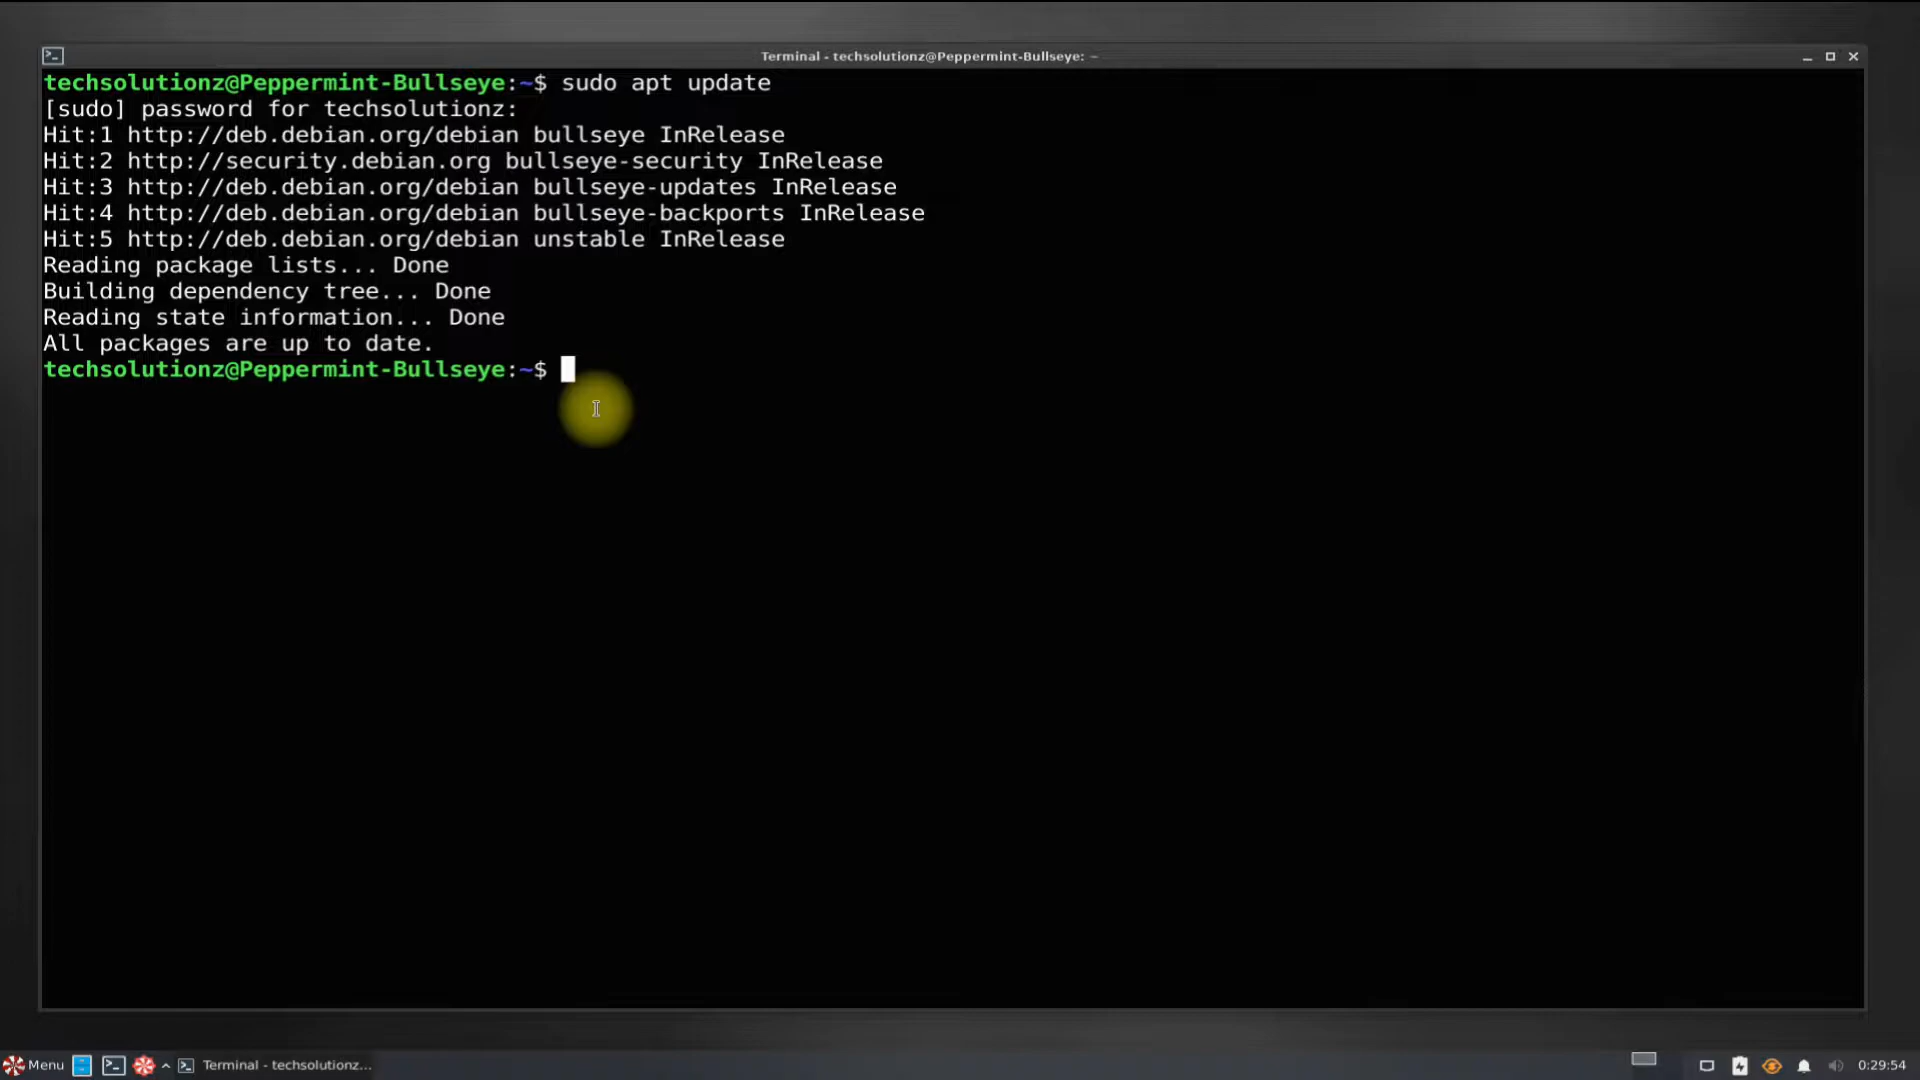 Terminal - techsolutionz@Peppermint-Bullseye: ~
techsolutionz@Peppermint-Bullseye:~$ sudo apt update
[sudo] password for techsolutionz:
Hit:1 http://deb.debian.org/debian bullseye InRelease
Hit:2 http://security.debian.org bullseye-security InRelease
Hit:3 http://deb.debian.org/debian bullseye-updates InRelease
Hit:4 http://deb.debian.org/debian bullseye-backports InRelease
Hit:5 http://deb.debian.org/debian unstable InRelease
Reading package lists... Done
Building dependency tree... Done
Reading state information... Done
All packages are up to date.
techsolutionz@Peppermint-Bullseye:~$
Menu
Terminal - techsolutionz...
0:29:54